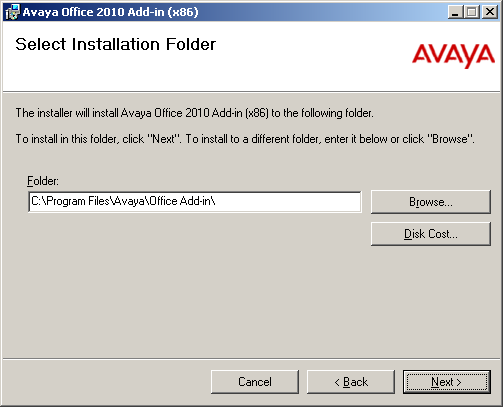 Avaya Office 2010 Add-in (x86)
Select Installation Folder
AVAYA
The installer will install Avaya Office 2010 Add-in (x86) to the following folder.
To install in this folder, click "Next". To install to a different folder, enter it below or click "Browse".
Folder:
C:\Program Files\Avaya\Office Add-in\
Browse...
Disk Cost...
Cancel
< Back
Next >